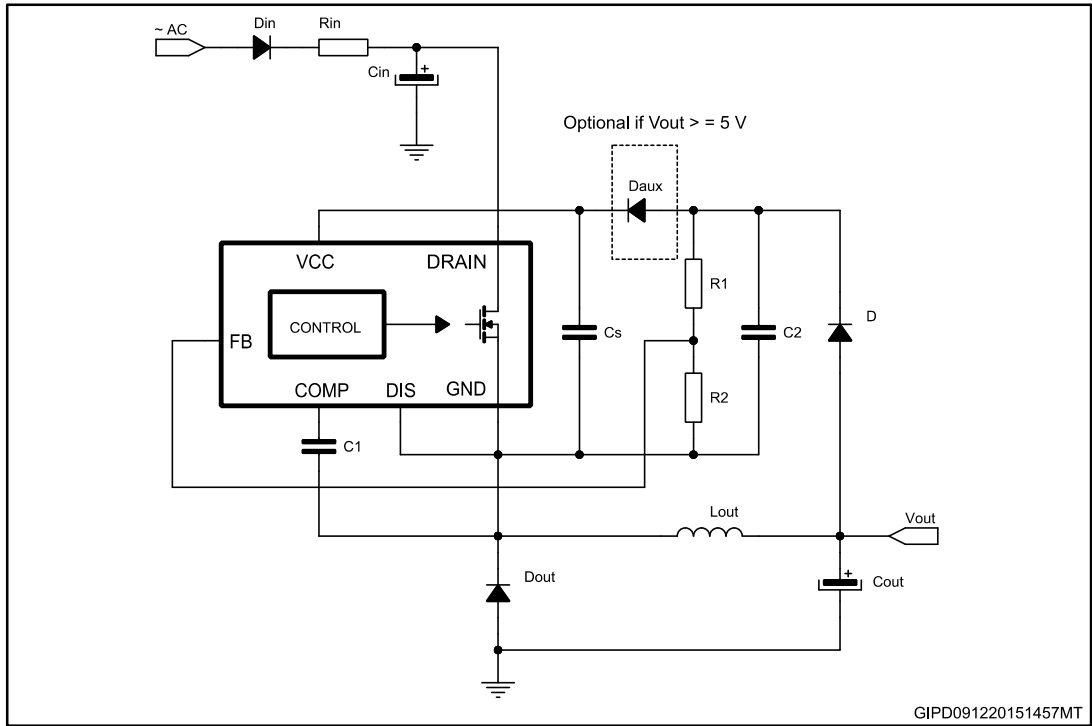 ~ AC
Din
Rin
Cin
Optional if Vout > = 5 V
Daux
VCC
DRAIN
R1
CONTROL
Cs
C2
D
FB
R2
COMP
DIS
GND
C1
Lout
Vout
Dout
Cout
GIPD091220151457MT